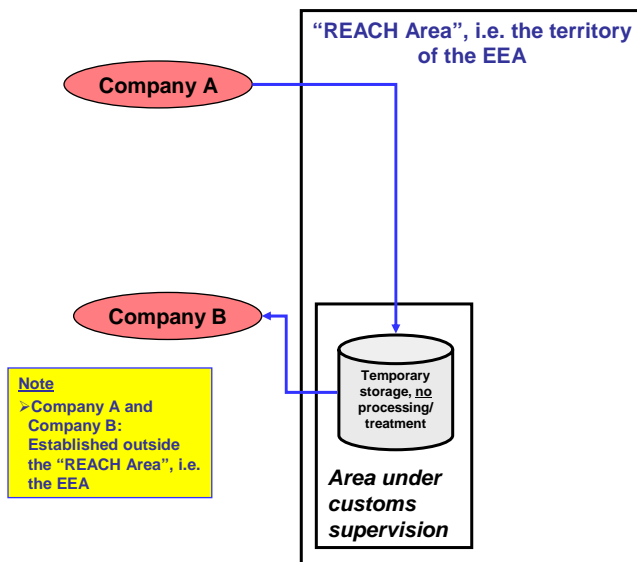 “REACH Area”, i.e. the territory
of the EEA
Company A
Company B
Temporary
storage, no
processing/
treatment
Area under
customs
supervision
Note
➢Company A and
Company B:
Established outside
the “REACH Area”, i.e.
the EEA